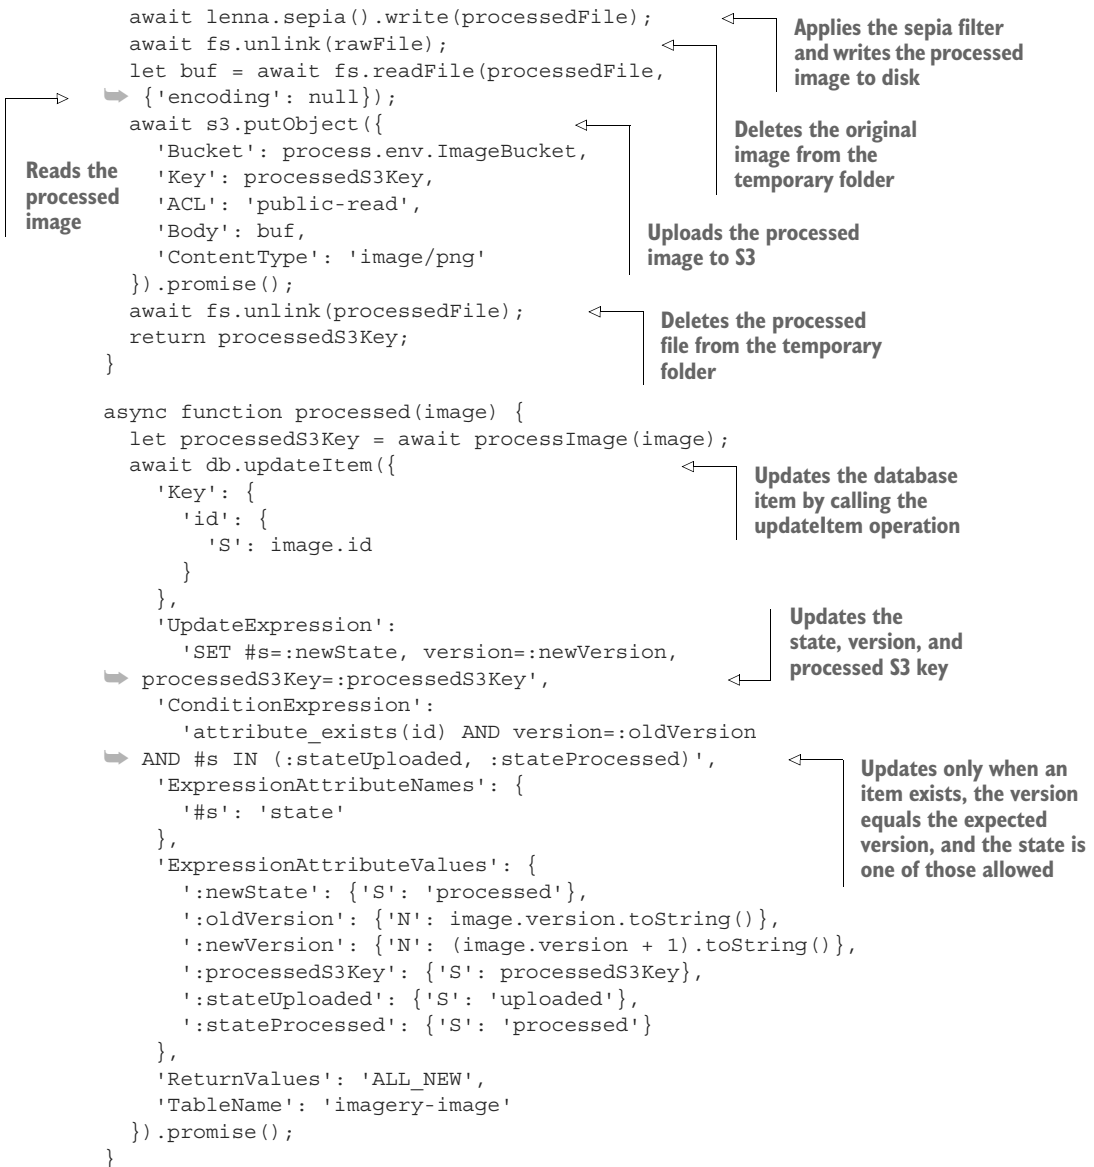 await lenna.sepia().write(processedFile);
Applies the sepia filter
and writes the processed
image to disk
await fs.unlink(rawFile);
Deletes the original
image from the
temporary folder
let buf = await fs.readFile(processedFile,
➥ {'encoding': null});
Reads the
processed
image
await s3.putObject({
Uploads the processed
image to S3
'Bucket': process.env.ImageBucket,
'Key': processedS3Key,
'ACL': 'public-read',
'Body': buf,
'ContentType': 'image/png'
}).promise();
await fs.unlink(processedFile);
Deletes the processed
file from the temporary
folder
return processedS3Key;
}
async function processed(image) {
let processedS3Key = await processImage(image);
await db.updateItem({
Updates the database
item by calling the
updateItem operation
'Key': {
'id': {
'S': image.id
}
},
'UpdateExpression':
'SET #s=:newState, version=:newVersion,
➥ processedS3Key=:processedS3Key',
Updates the
state, version, and
processed S3 key
'ConditionExpression':
'attribute_exists(id) AND version=:oldVersion
➥ AND #s IN (:stateUploaded, :stateProcessed)',
Updates only when an
item exists, the version
equals the expected
version, and the state is
one of those allowed
'ExpressionAttributeNames': {
'#s': 'state'
},
'ExpressionAttributeValues': {
':newState': {'S': 'processed'},
':oldVersion': {'N': image.version.toString()},
':newVersion': {'N': (image.version + 1).toString()},
':processedS3Key': {'S': processedS3Key},
':stateUploaded': {'S': 'uploaded'},
':stateProcessed': {'S': 'processed'}
},
'ReturnValues': 'ALL_NEW',
'TableName': 'imagery-image'
}).promise();
}